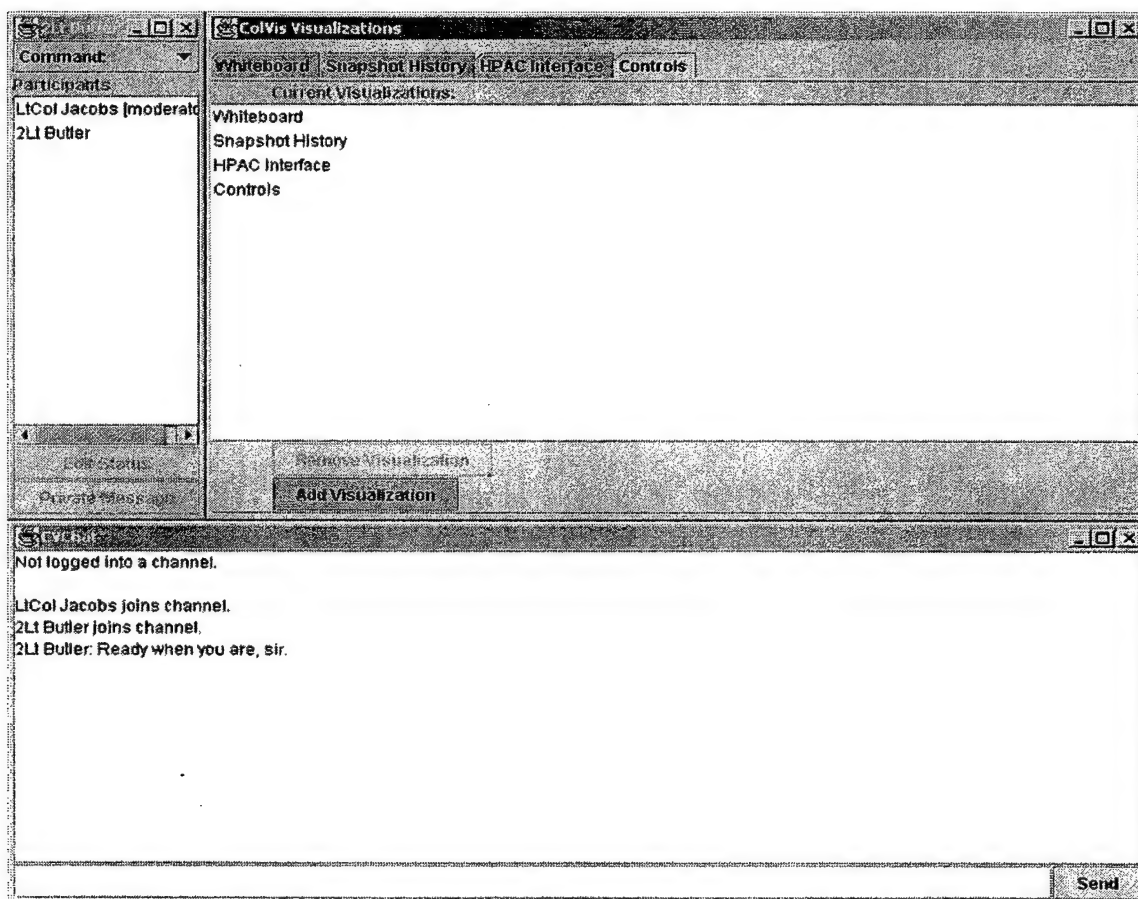 Command:
Participants
LtCol Jacobs [moderato
2Lt Butler
Edit Status
Private Message
ColVis Visualizations
Whiteboard Snapshot History HPAC Interface Controls
Current Visualizations:
Whiteboard
Snapshot History
HPAC Interface
Controls
Remove Visualization
Add Visualization
CVChat
Not logged into a channel.
LtCol Jacobs joins channel.
2Lt Butler joins channel.
2Lt Butler: Ready when you are, sir.
Send